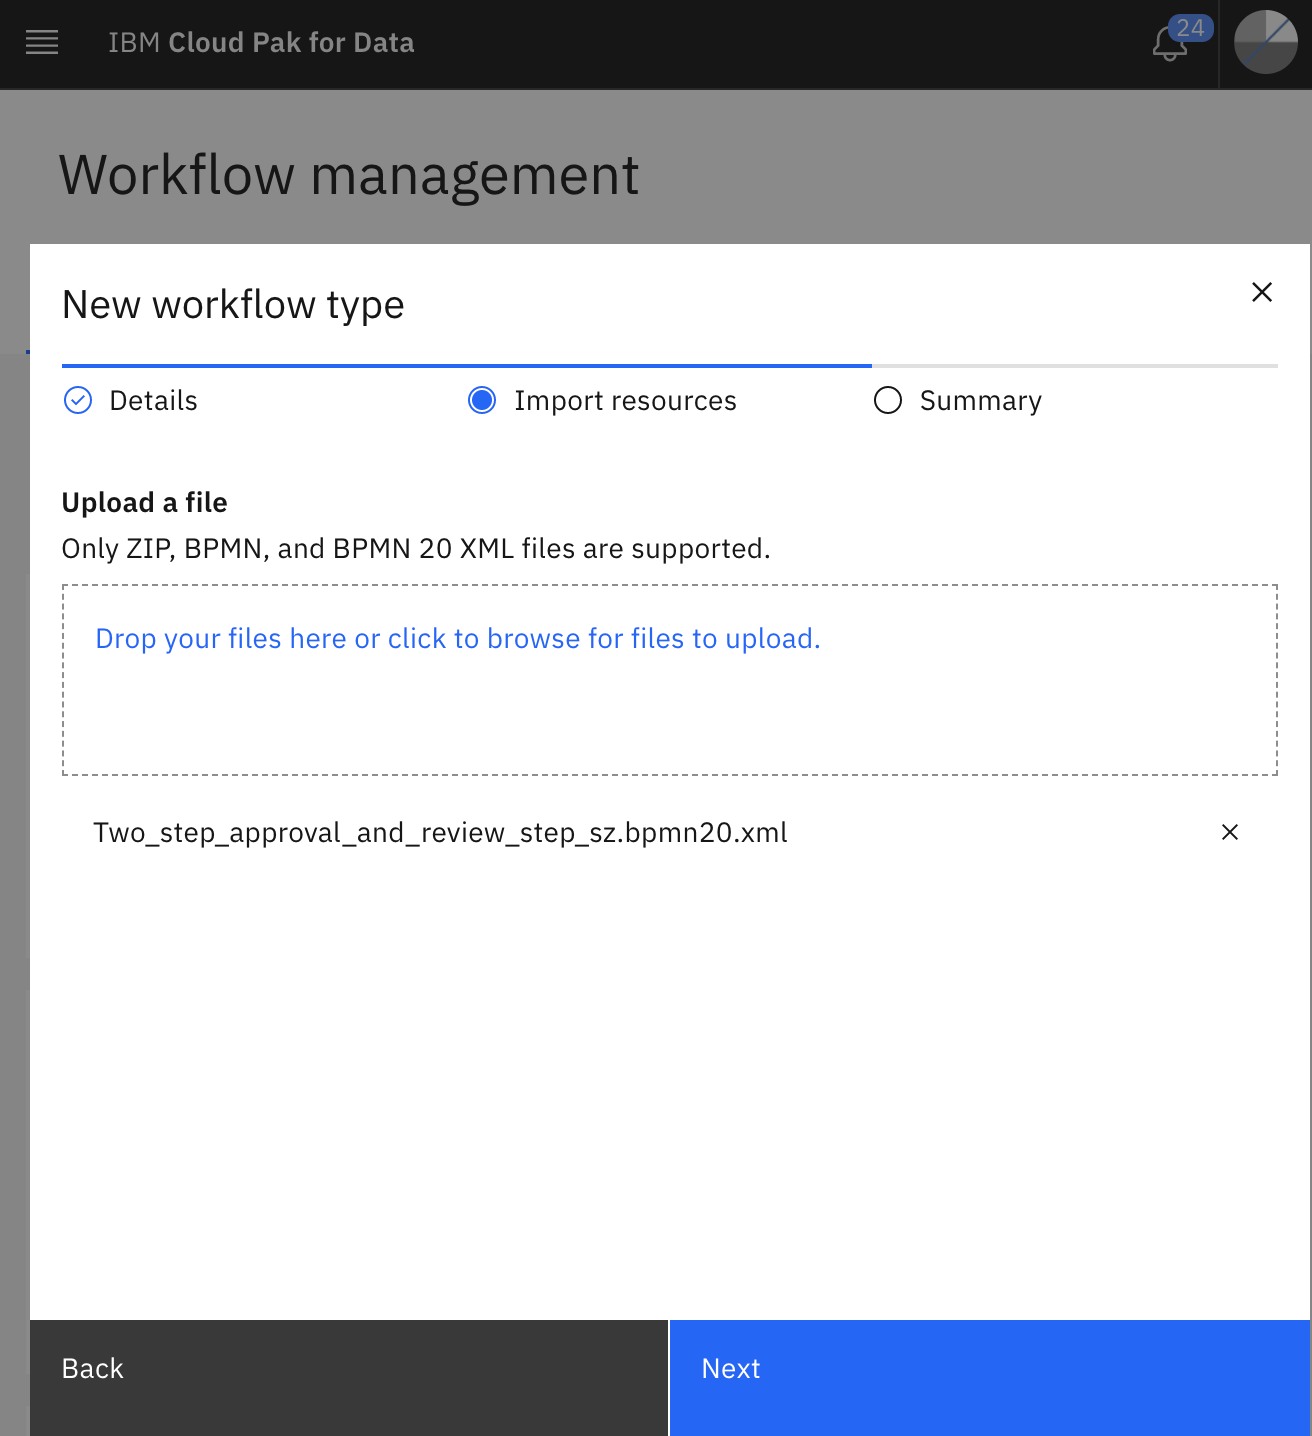 IBM Cloud Pak for Data
24
Workflow management
New workflow type
Details
Import resources
Summary
Upload a file
Only ZIP, BPMN, and BPMN 20 XML files are supported.
Drop your files here or click to browse for files to upload.
Two_step_approval_and_review_step_sz.bpmn20.xml
Back
Next